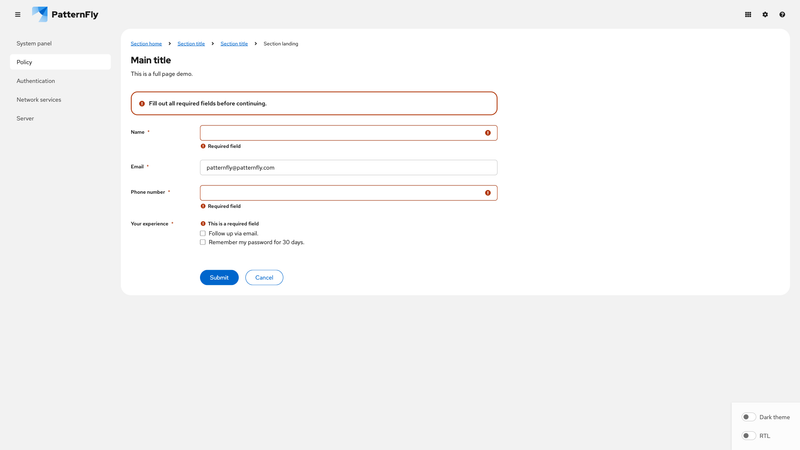 PatternFly
System panel
Policy
Authentication
Network services
Server
Section home > Section title > Section title > Section landing
Main title
This is a full page demo.
Fill out all required fields before continuing.
Name *
Required field
Email *
patternfly@patternfly.com
Phone number *
Required field
Your experience *
This is a required field
Follow up via email.
Remember my password for 30 days.
Submit Cancel
Dark theme
RTL